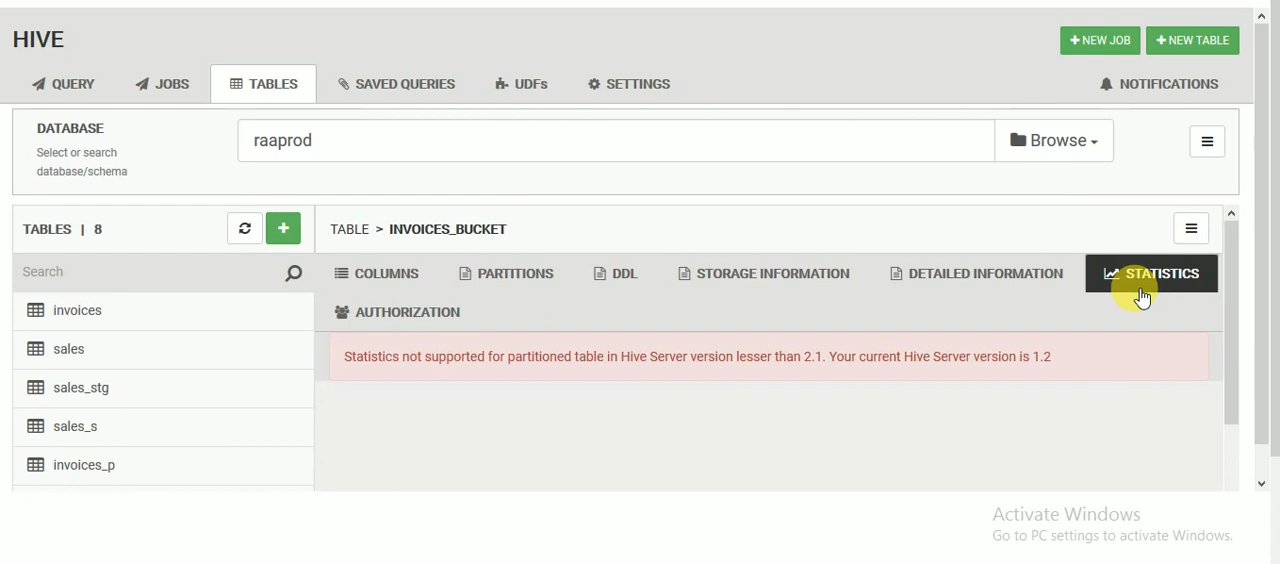 HIVE
NEW JOB
NEW TABLE
QUERY
JOBS
TABLES
SAVED QUERIES
UDFs
SETTINGS
NOTIFICATIONS
DATABASE
Select or search
database/schema
raaprod
Browse
TABLES | 8
TABLE > INVOICES_BUCKET
Search
COLUMNS
PARTITIONS
DDL
STORAGE INFORMATION
DETAILED INFORMATION
STATISTICS
AUTHORIZATION
invoices
sales
sales_stg
sales_s
invoices_p
Statistics not supported for partitioned table in Hive Server version lesser than 2.1. Your current Hive Server version is 1.2
Activate Windows
Go to PC settings to activate Windows.